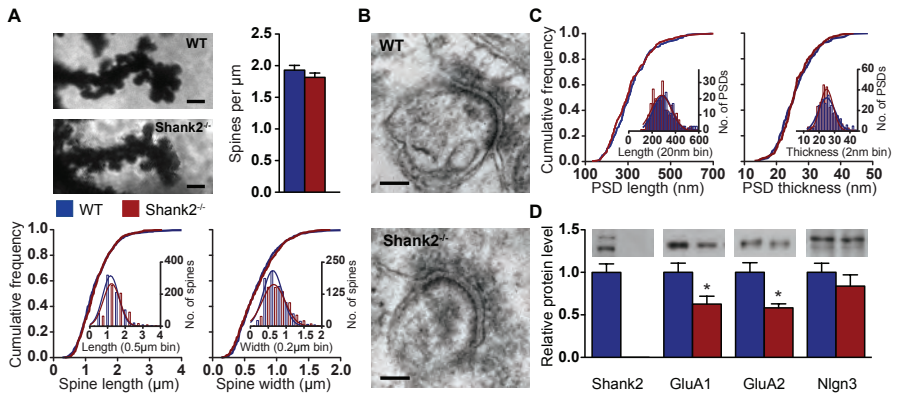 A
WT
Shank2-/-
Spines per µm
2.5
2.0
1.5
1.0
0.5
0.0
WT
Shank2-/-
Cumulative frequency
1.0
0.8
0.6
0.4
0.2
0.0
0 1 2 3 4
Spine length (µm)
400
200
0
No. of spines
0 1 2 3 4
Length (0.5µm bin)
0.0 0.5 1.0 1.5 2.0
Spine width (µm)
250
125
0
No. of spines
0 0.5 1.0 1.5 2
Width (0.2µm bin)
B
WT
Shank2-/-
C
Cumulative frequency
1.0
0.8
0.6
0.4
0.2
0.0
100 300 500 700
PSD length (nm)
30
20
10
0
No. of PSDs
0 200 400 600
Length (20nm bin)
10 20 30 40 50
PSD thickness (nm)
60
40
20
0
No. of PSDs
10 20 30 40
Thickness (2nm bin)
D
Relative protein level
1.5
1.0
0.5
0.0
* *
Shank2 GluA1 GluA2 Nlgn3